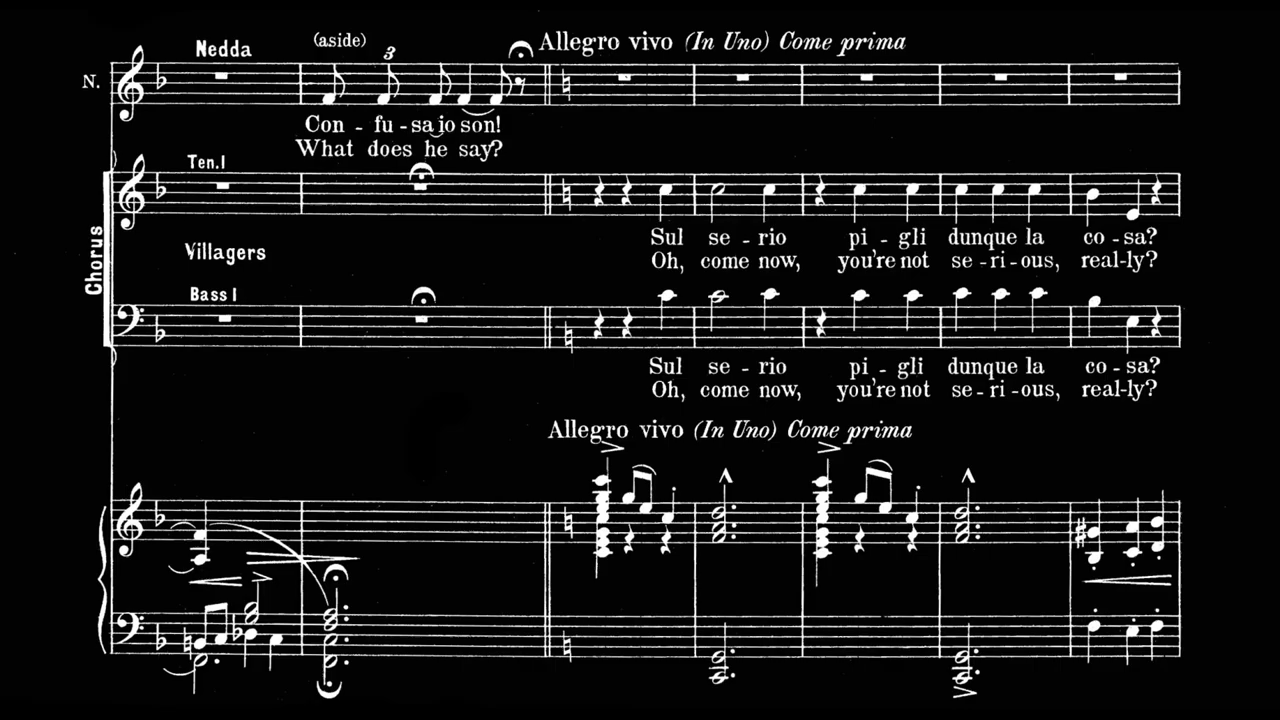 Nedda (aside) 3 Allegro vivo (In Uno) Come prima
N.
Con - fu - sa io son!
What does he say?
Ten. I
Chorus
Sul se - rio pi - gli dunque la co - sa?
Oh, come now, you're not se - ri - ous, real - ly?
Villagers
Bass I
Sul se - rio pi - gli dunque la co - sa?
Oh, come now, you're not se - ri - ous, real - ly?
Allegro vivo (In Uno) Come prima